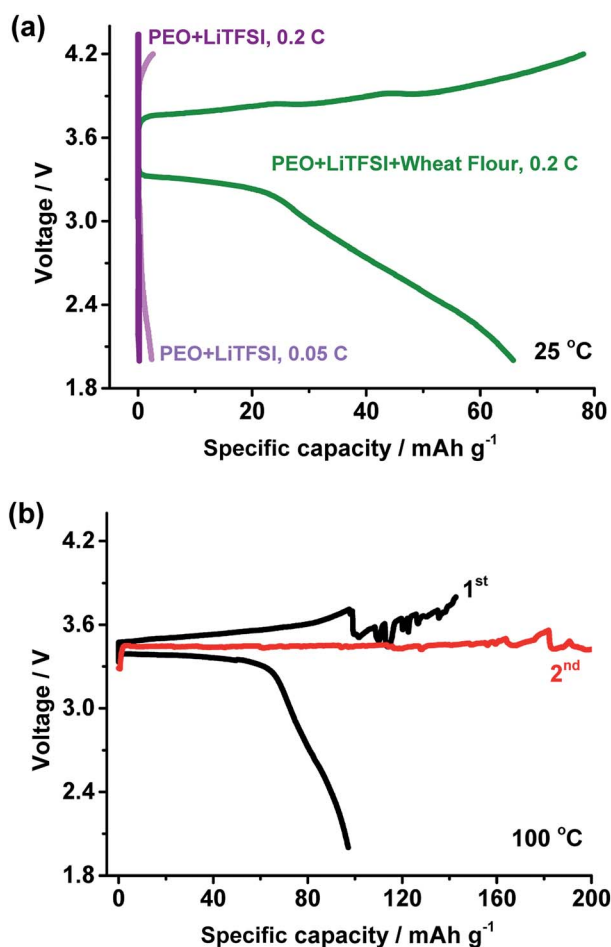 (a)
PEO+LiTFSI, 0.2 C
4.2
3.6
PEO+LiTFSI+Wheat Flour, 0.2 C
Voltage / V
3.0
2.4
PEO+LiTFSI, 0.05 C
25 °C
1.8
0 20 40 60 80
Specific capacity / mAh g⁻¹
(b)
4.2
1ˢᵗ
3.6
2ⁿᵈ
Voltage / V
3.0
2.4
100 °C
1.8
0 40 80 120 160 200
Specific capacity / mAh g⁻¹